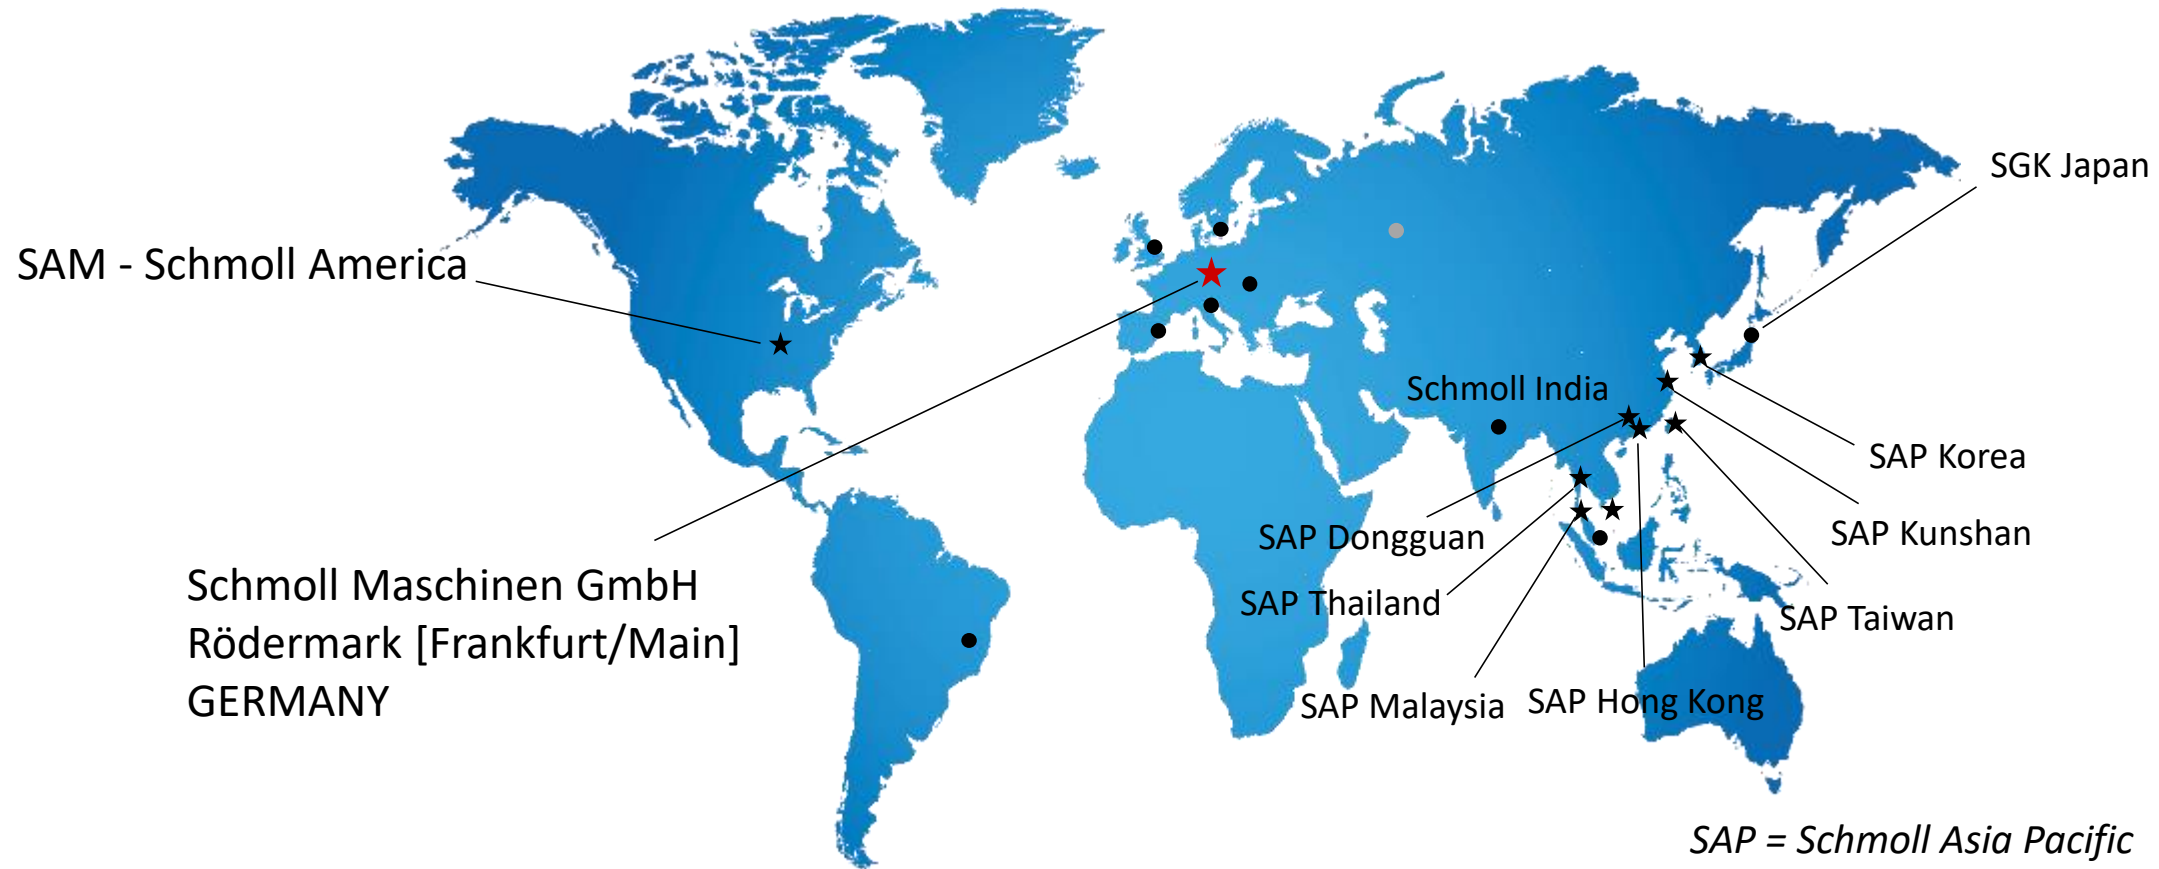 SGK Japan
SAM - Schmoll America
Schmoll India
SAP Korea
SAP Dongguan
SAP Kunshan
Schmoll Maschinen GmbH
Rödermark [Frankfurt/Main]
GERMANY
SAP Thailand
SAP Taiwan
SAP Malaysia
SAP Hong Kong
SAP = Schmoll Asia Pacific